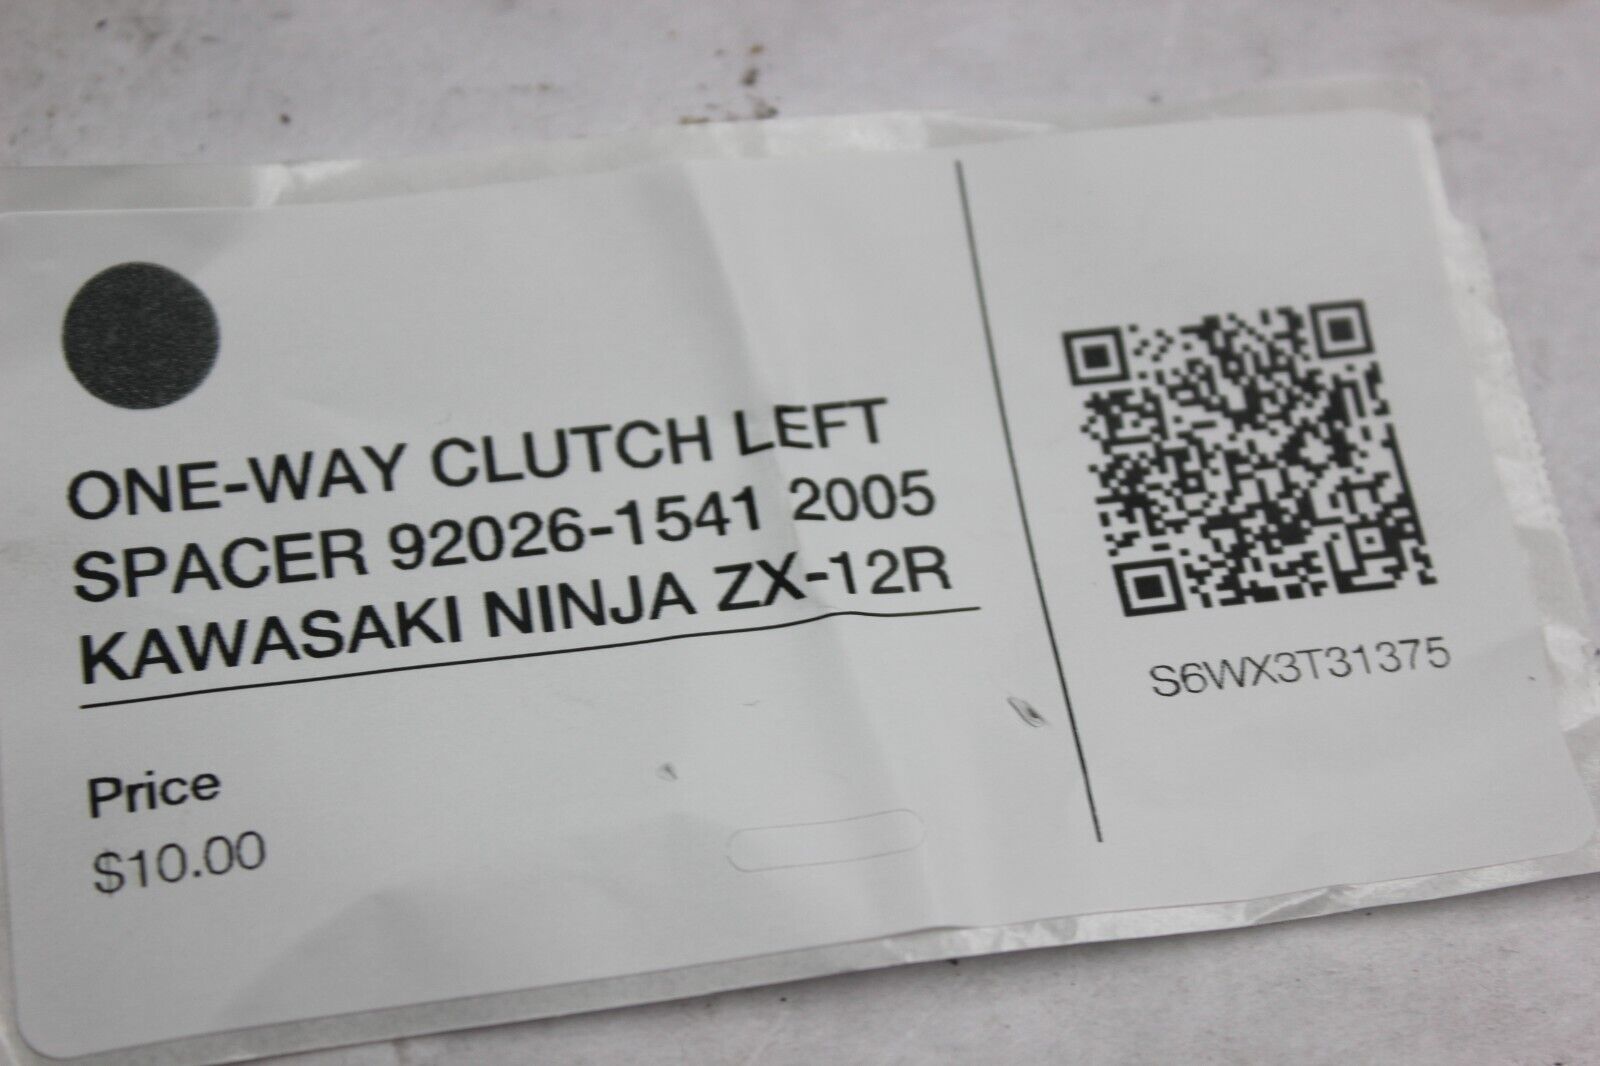 ONE-WAY CLUTCH LEFT
SPACER 92026-1541 2005
KAWASAKI NINJA ZX-12R
Price
$10.00
S6WX3T31375